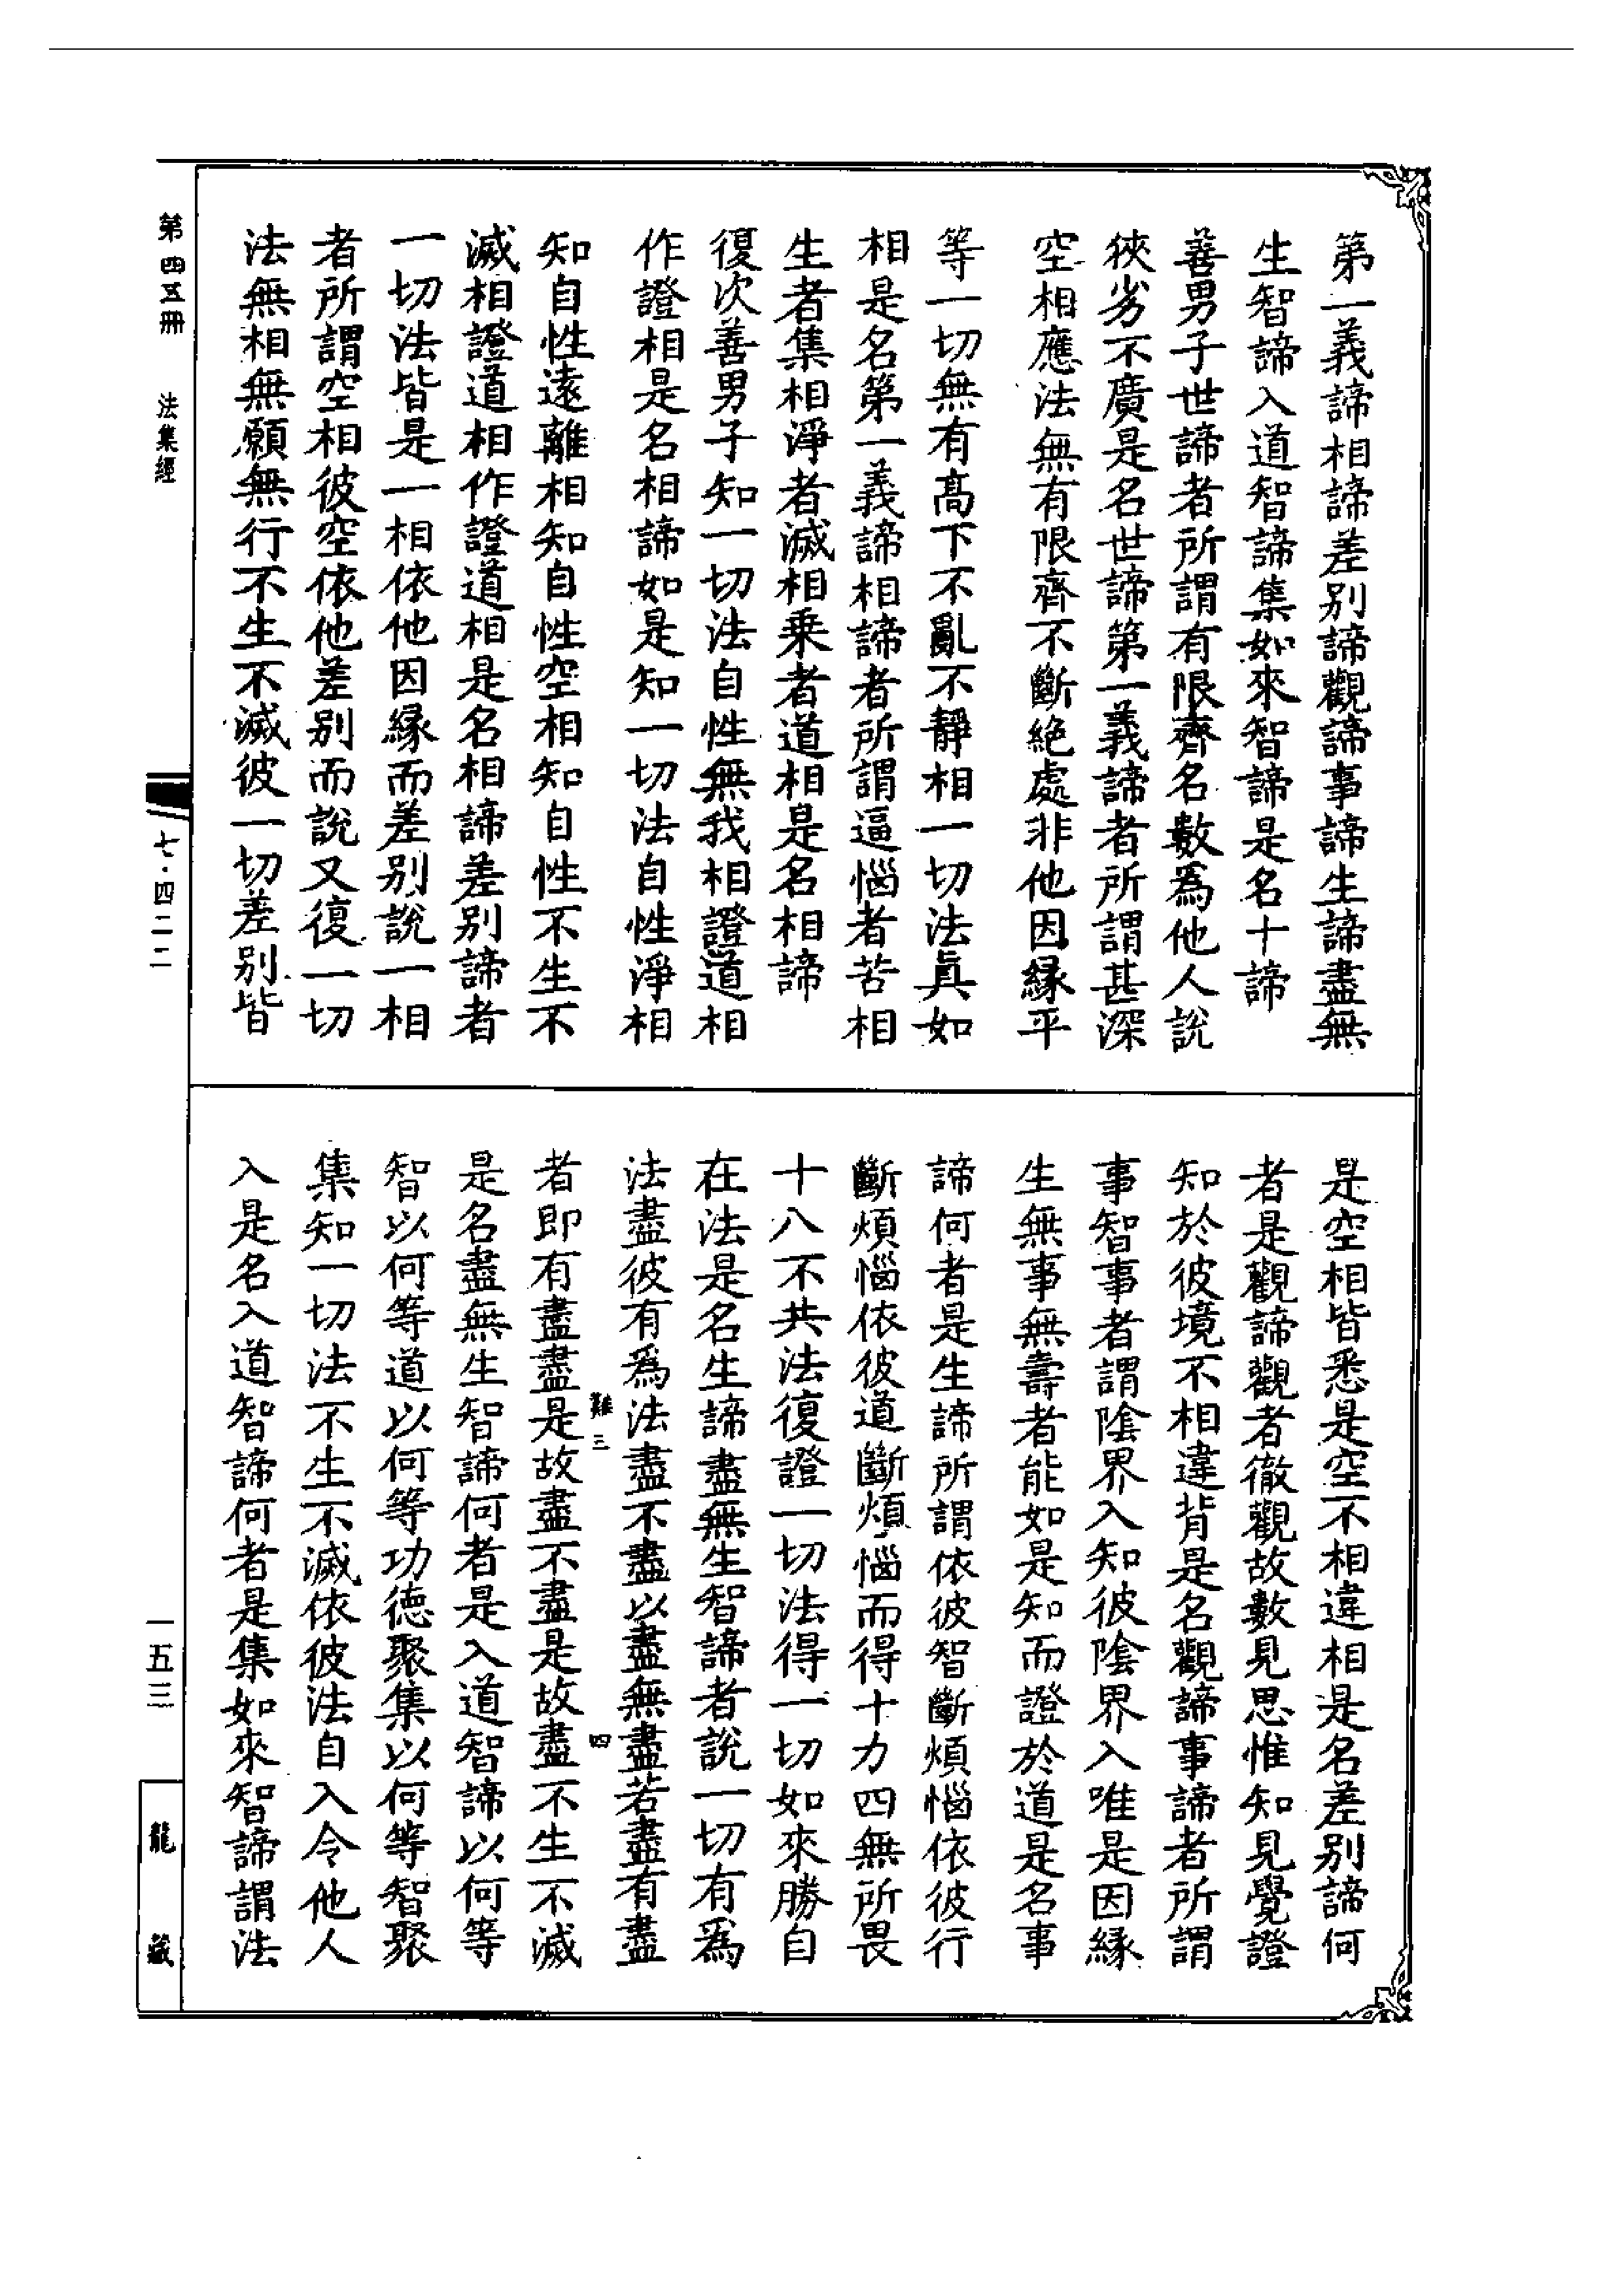 第一義諦相諦差别諦觀諦事諦生諦盡無
生智諦入道智諦集如來智諦是名十諦
善男子世諦者所謂有限齊名數爲他人說
狹劣不廣是名世諦第一義諦者所謂甚深
空相應法無有限齊不斷絶處非他因縁平
等一切無有高下不亂不靜相一切法眞如
相是名第一義諦相諦者所謂逼惱者苦相
生者集相淨者滅相乗者道相是名相諦
復次善男子知一切法自性無我相證道相
作證相是名相諦如是知一切法自性淨相
知自性遠離相知自性空相知自性不生不
滅相證道相作證道相是名相諦差别諦者
一切法皆是一相依他因縁而差别說一相
者所謂空相彼空依他差别而說又復一切
法無相無願無行不生不滅彼一切差别皆
是空相皆悉是空不相違相是名差别諦何
者是觀諦觀者徹觀故數見思惟知見覺證
知於彼境不相違背是名觀諦事諦者所謂
事智事者謂陰界入知彼陰界入唯是因縁
生無事無壽者能如是知而證於道是名事
諦何者是生諦所謂依彼智斷煩惱依彼行
斷煩惱依彼道斷煩惱而得十力四無所畏
十八不共法復證一切法得一切如來勝自
在法是名生諦盡無生智諦者說一切有爲
法盡彼有爲法盡不盡以盡無盡若盡有盡
難三
四
者即有盡盡是故盡不盡是故盡不生不滅
是名盡無生智諦何者是入道智諦以何等
智以何等道以何等功德聚集以何等智聚
集知一切法不生不滅依彼法自入令他人
入是名入道智諦何者是集如來智諦謂法
第四五冊
法集經
七·四二二
一五三
龍藏